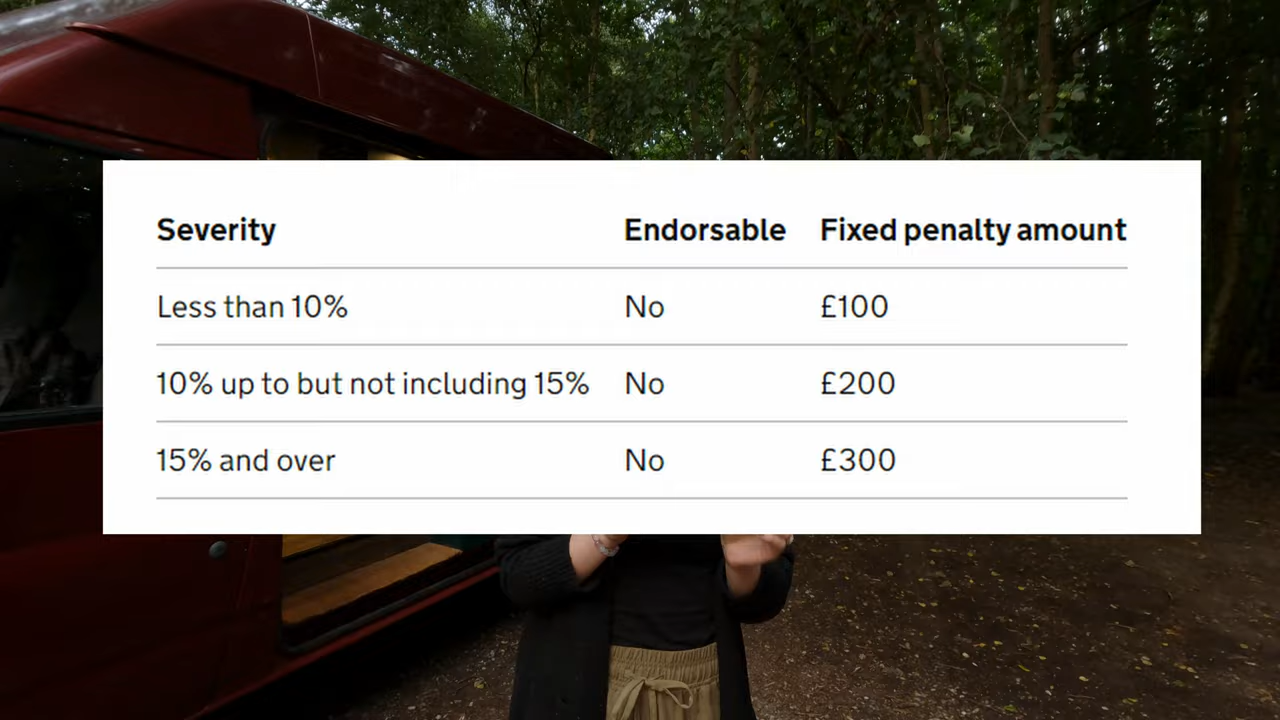 Severity Endorsable Fixed penalty amount
Less than 10% No £100
10% up to but not including 15% No £200
15% and over No £300